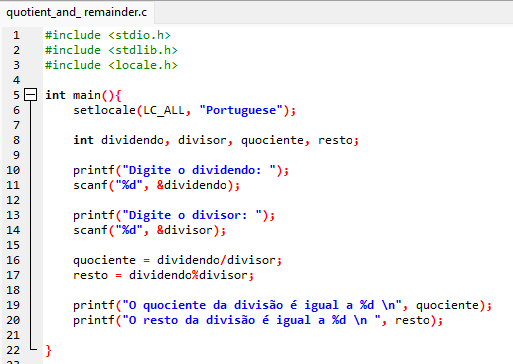 quotient_and_ remainder.c
1 #include <stdio.h>
2 #include <stdlib.h>
3 #include <locale.h>
4
5 int main(){
6 setlocale(LC_ALL, "Portuguese");
7
8 int dividendo, divisor, quociente, resto;
9
10 printf("Digite o dividendo: ");
11 scanf("%d", &dividendo);
12
13 printf("Digite o divisor: ");
14 scanf("%d", &divisor);
15
16 quociente = dividendo/divisor;
17 resto = dividendo%divisor;
18
19 printf("O quociente da divisão é igual a %d \n", quociente);
20 printf("O resto da divisão é igual a %d \n ", resto);
21
22 }